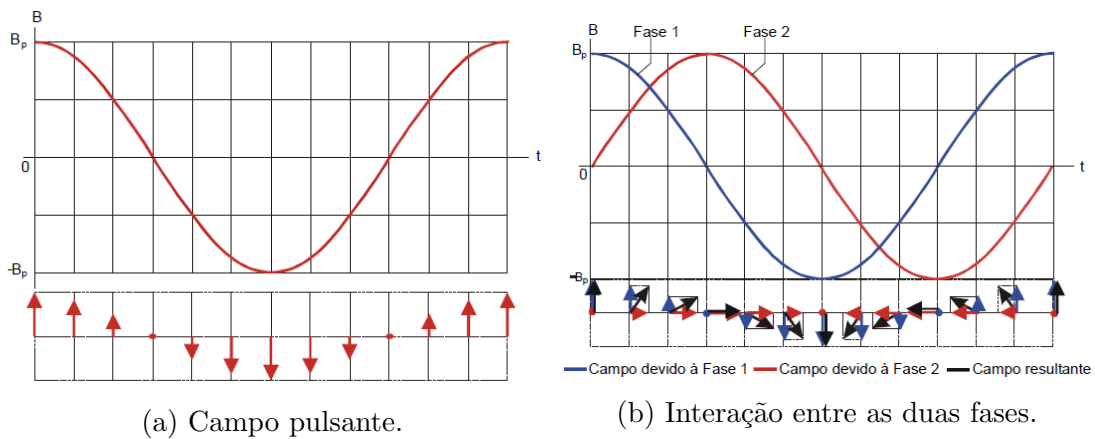 B
Bp
0
t
-Bp
(a) Campo pulsante.
B
Fase 1
Fase 2
Bp
0
t
-Bp
Campo devido à Fase 1
Campo devido à Fase 2
Campo resultante
(b) Interação entre as duas fases.